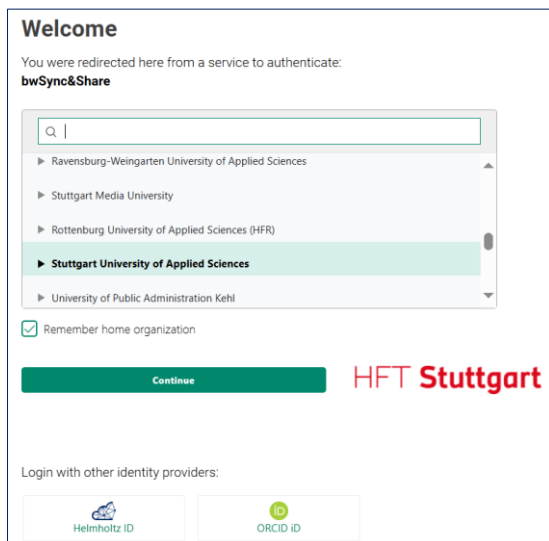 Welcome
You were redirected here from a service to authenticate:
bwSync&Share
Ravensburg-Weingarten University of Applied Sciences
Stuttgart Media University
Rottenburg University of Applied Sciences (HFR)
Stuttgart University of Applied Sciences
University of Public Administration Kehl
Remember home organization
Continue
HFT Stuttgart
Login with other identity providers:
iD
Helmholtz ID
ORCID iD